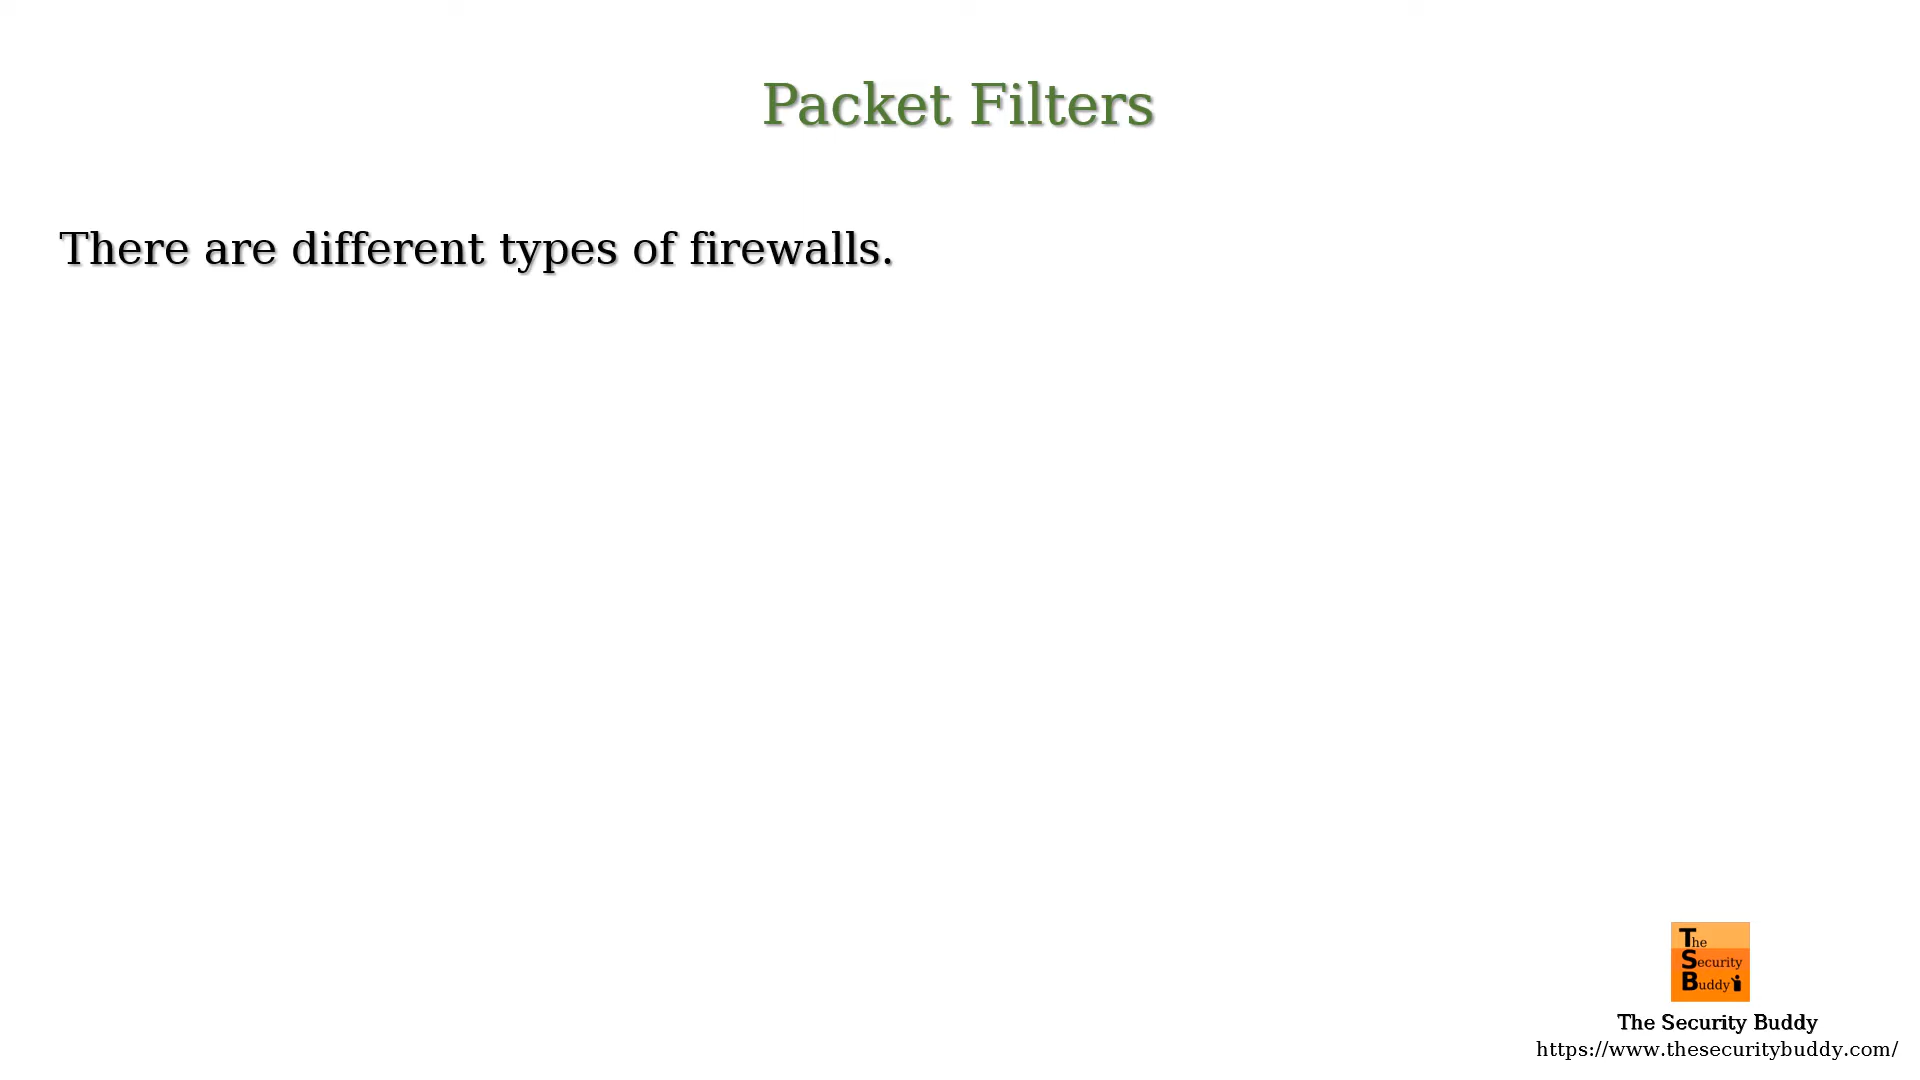 Packet Filters
There are different types of firewalls.
The
Security
Buddy
The Security Buddy
https://www.thesecuritybuddy.com/